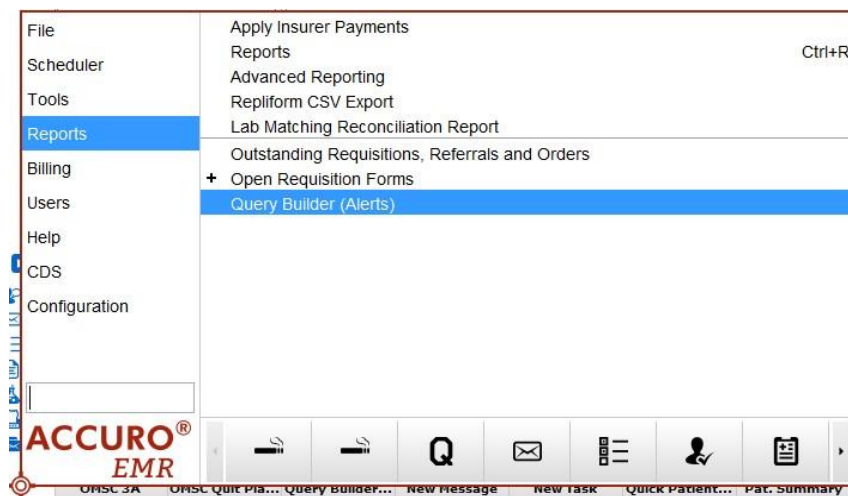 File
Scheduler
Tools
Reports
Billing
Users
Help
CDS
Configuration
Apply Insurer Payments
Reports Ctrl+R
Advanced Reporting
Repliform CSV Export
Lab Matching Reconciliation Report
Outstanding Requisitions, Referrals and Orders
+ Open Requisition Forms
Query Builder (Alerts)
ACCURO®
EMR
Q
OMSC 3A OMSC Quit Pla... Query Builder... New Message New Task Quick Patient... Pat. Summary